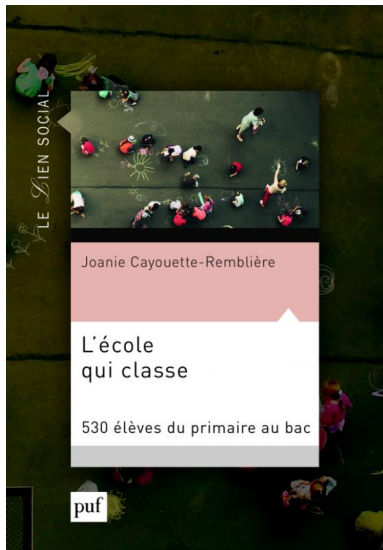 LE LIEN SOCIAL
Joanie Cayouette-Remblière
L'école
qui classe
530 élèves du primaire au bac
puf